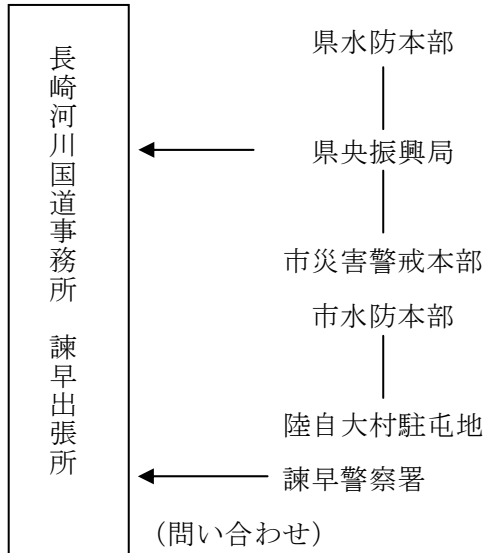 長崎河川国道事務所　諫早出張所
県水防本部
県央振興局
市災害警戒本部
市水防本部
陸自大村駐屯地
諫早警察署
（問い合わせ）